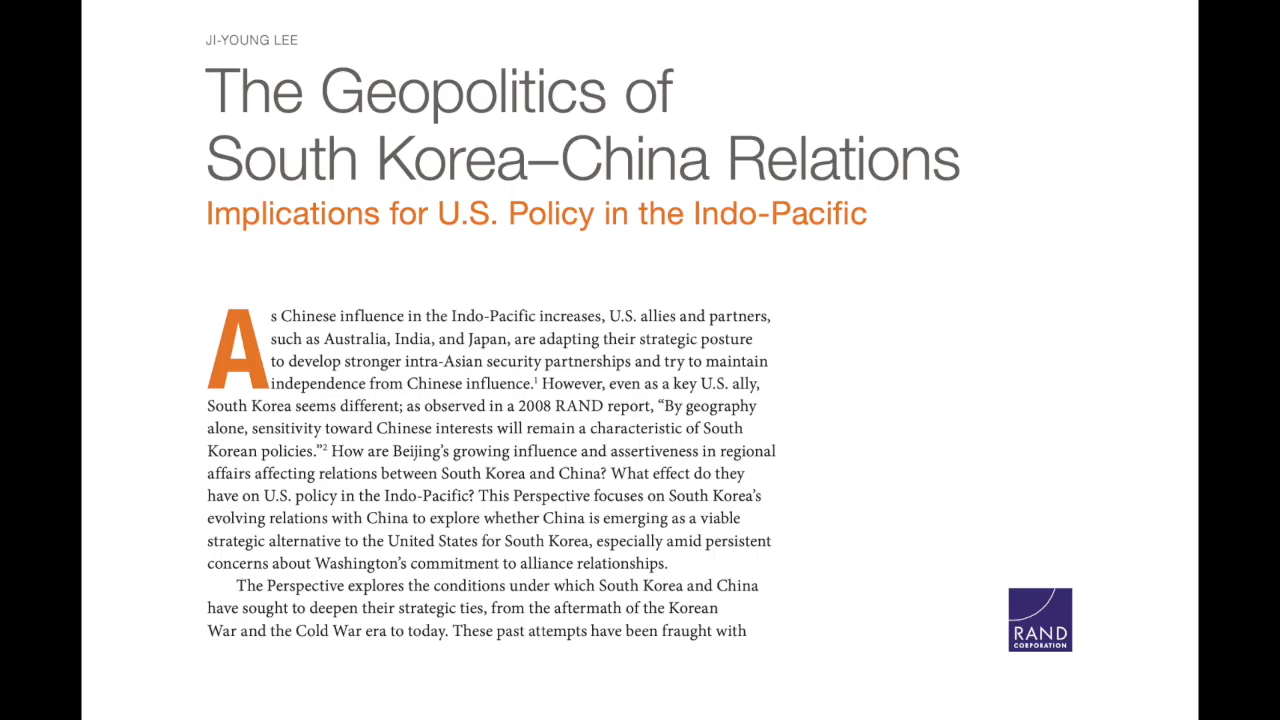 JI-YOUNG LEE
The Geopolitics of
South Korea–China Relations
Implications for U.S. Policy in the Indo-Pacific
As Chinese influence in the Indo-Pacific increases, U.S. allies and partners,
such as Australia, India, and Japan, are adapting their strategic posture
to develop stronger intra-Asian security partnerships and try to maintain
independence from Chinese influence.1 However, even as a key U.S. ally,
South Korea seems different; as observed in a 2008 RAND report, “By geography
alone, sensitivity toward Chinese interests will remain a characteristic of South
Korean policies.”2 How are Beijing’s growing influence and assertiveness in regional
affairs affecting relations between South Korea and China? What effect do they
have on U.S. policy in the Indo-Pacific? This Perspective focuses on South Korea’s
evolving relations with China to explore whether China is emerging as a viable
strategic alternative to the United States for South Korea, especially amid persistent
concerns about Washington’s commitment to alliance relationships.
The Perspective explores the conditions under which South Korea and China
have sought to deepen their strategic ties, from the aftermath of the Korean
War and the Cold War era to today. These past attempts have been fraught with
RAND
CORPORATION